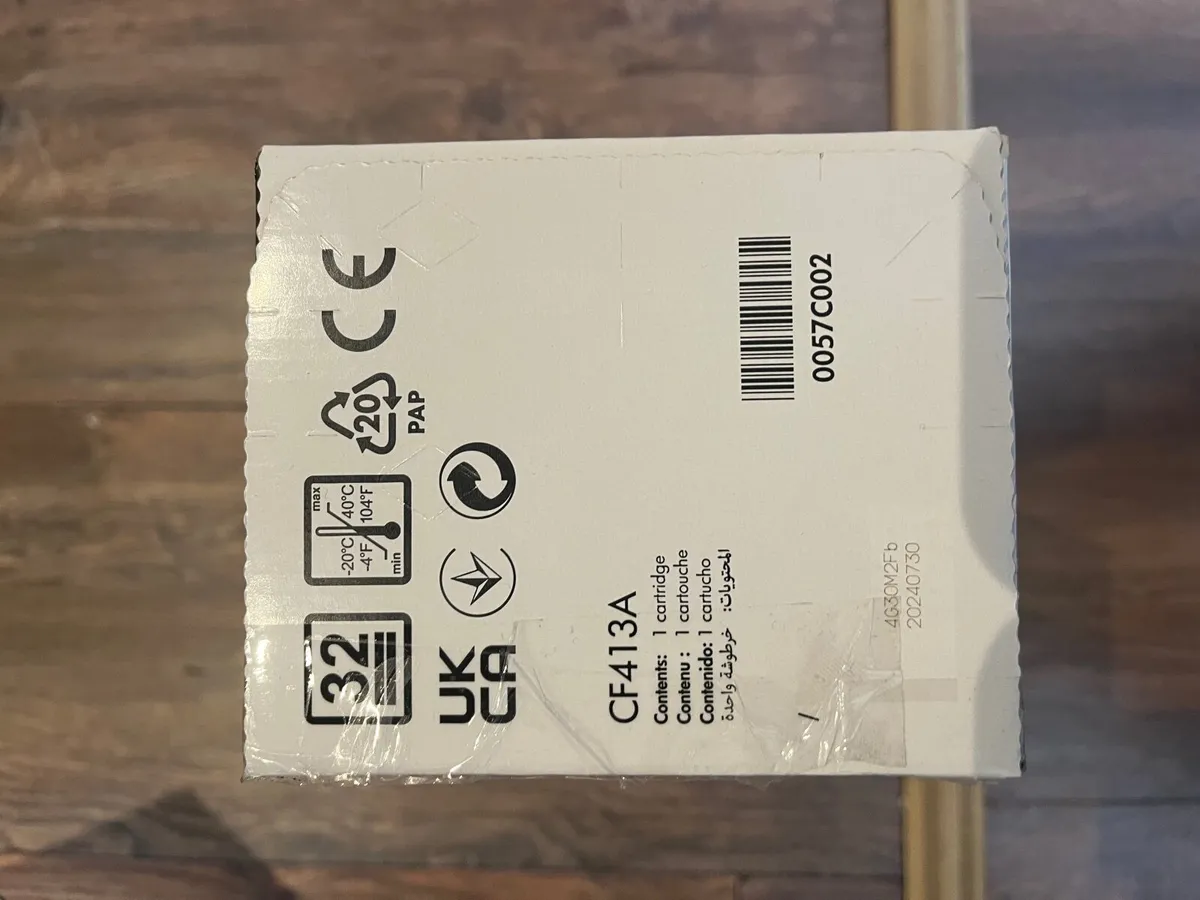 32
-20°C
-4°F
min
max
40°C
104°F
20
PAP
CE
UK
CA
CF413A
Contents: 1 cartridge
Contenu : 1 cartouche
Contenido: 1 cartucho
المحتويات: خرطوشة واحدة
/
0057C002
4G30M2Fb
20240730